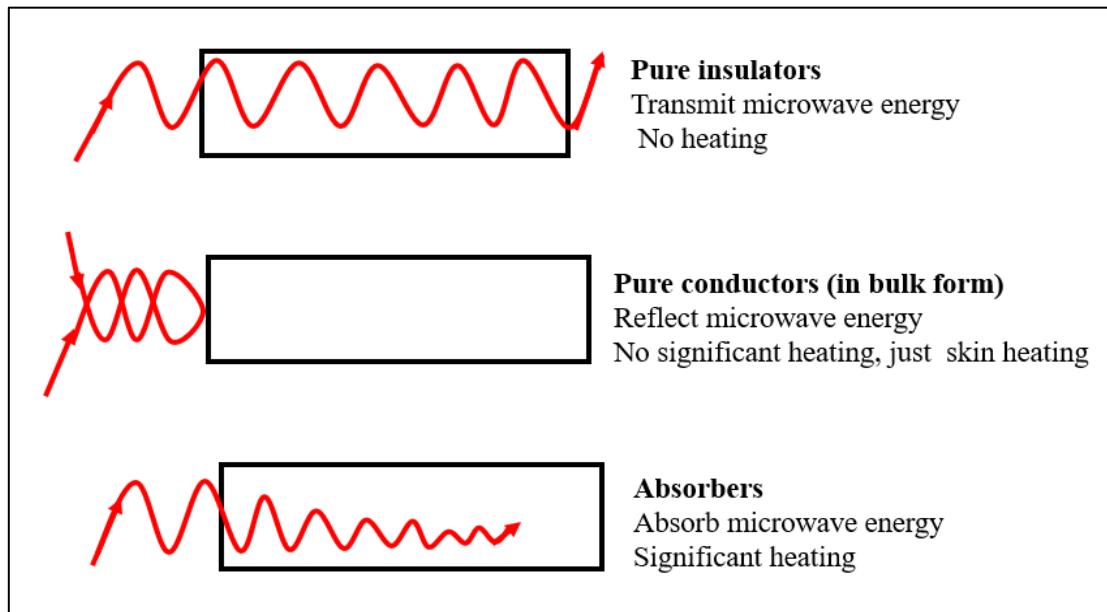 Pure insulators
Transmit microwave energy
No heating
Pure conductors (in bulk form)
Reflect microwave energy
No significant heating, just skin heating
Absorbers
Absorb microwave energy
Significant heating